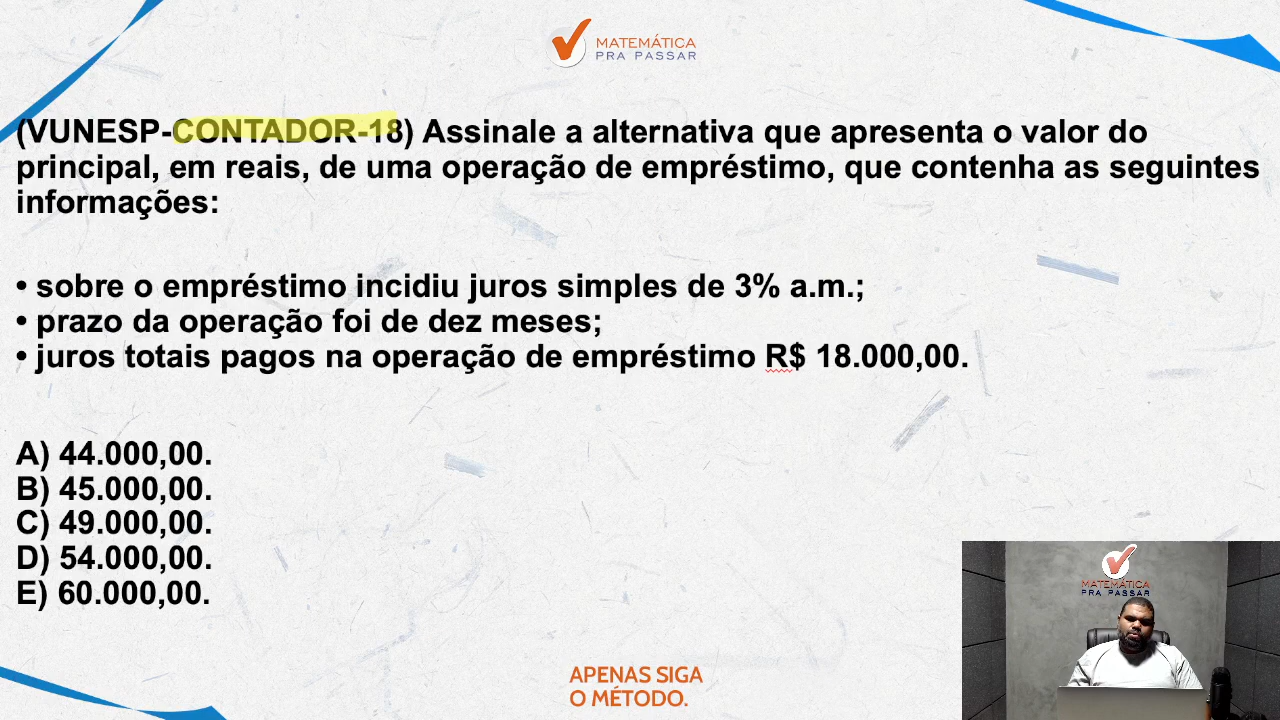 MATEMÁTICA
PRA PASSAR
(VUNESP-CONTADOR-18) Assinale a alternativa que apresenta o valor do
principal, em reais, de uma operação de empréstimo, que contenha as seguintes
informações:
• sobre o empréstimo incidiu juros simples de 3% a.m.;
• prazo da operação foi de dez meses;
• juros totais pagos na operação de empréstimo R$ 18.000,00.
A) 44.000,00.
B) 45.000,00.
C) 49.000,00.
D) 54.000,00.
E) 60.000,00.
MATEMÁTICA
PRA PASSAR
APENAS SIGA
O MÉTODO.